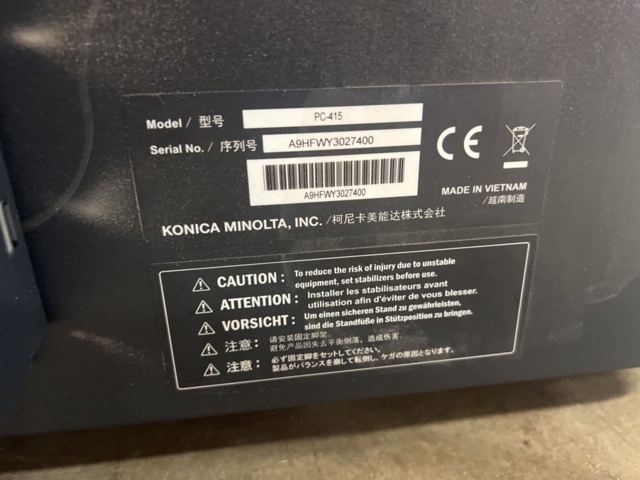 Model / 型号 PC-415
Serial No. / 序列号 A9HFWY3027400
A9HFWY3027400
CE
MADE IN VIETNAM
/越南制造
KONICA MINOLTA, INC. /柯尼卡美能达株式会社
CAUTION : To reduce the risk of injury due to unstable
equipment, set stabilizers before use.
ATTENTION : Installer les stabilisateurs avant
utilisation afin d'éviter de vous blesser.
VORSICHT : Um einen sicheren Stand zu gewährleisten,
sind die Standfüße in Stützposition zu bringen.
注意: 请安装固定脚架.
避免产品因失去平衡倒落, 造成伤害.
注意: 必ず固定脚をセットしてください。
製品がバランスを崩して転倒し、ケガの原因となります。